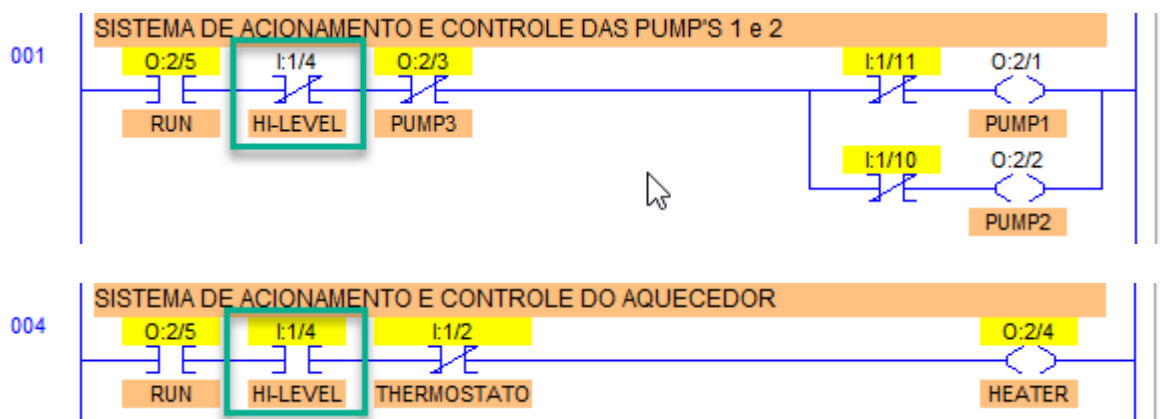 SISTEMA DE ACIONAMENTO E CONTROLE DAS PUMP'S 1 e 2
001
O:2/5 I:1/4 O:2/3 I:1/11 O:2/1
RUN HI-LEVEL PUMP3 PUMP1
I:1/10 O:2/2
PUMP2
SISTEMA DE ACIONAMENTO E CONTROLE DO AQUECEDOR
004
O:2/5 I:1/4 I:1/2 O:2/4
RUN HI-LEVEL THERMOSTATO HEATER